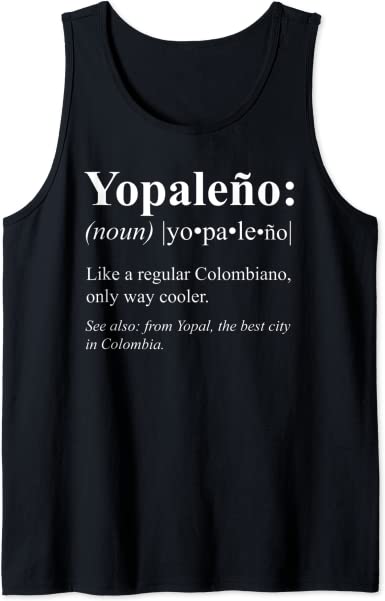 Yopaleño:
(noun) |yo•pa•le•ño|
Like a regular Colombiano,
only way cooler.
See also: from Yopal, the best city
in Colombia.